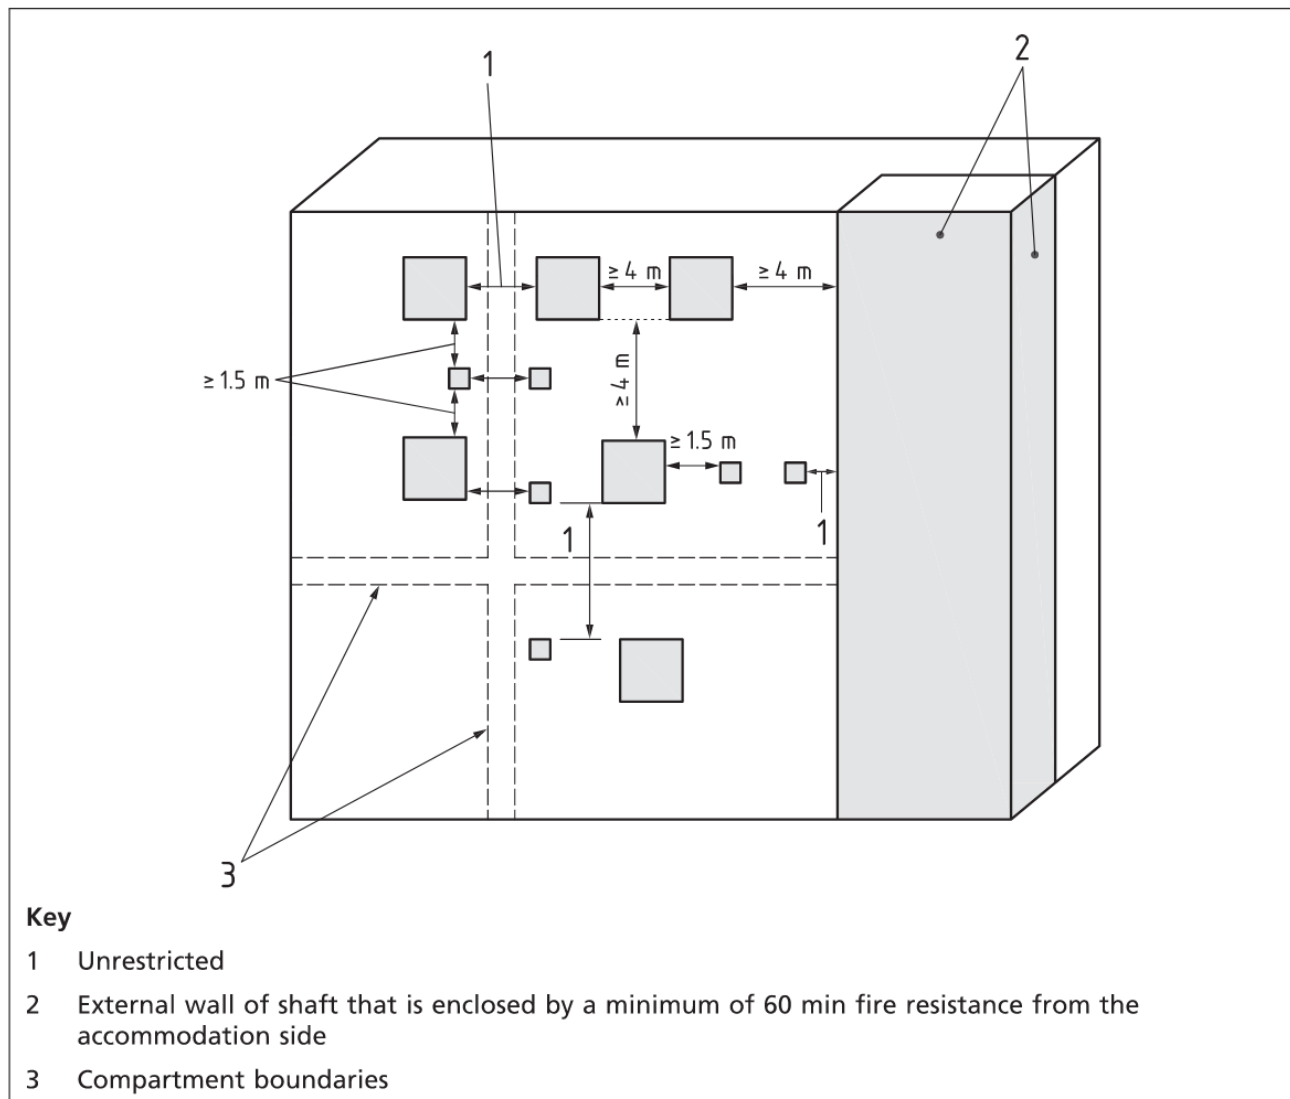 1
2
≥ 4 m
≥ 4 m
≥ 1.5 m
≥ 4 m
≥ 1.5 m
1
1
3
Key
1 Unrestricted
2 External wall of shaft that is enclosed by a minimum of 60 min fire resistance from the
accommodation side
3 Compartment boundaries